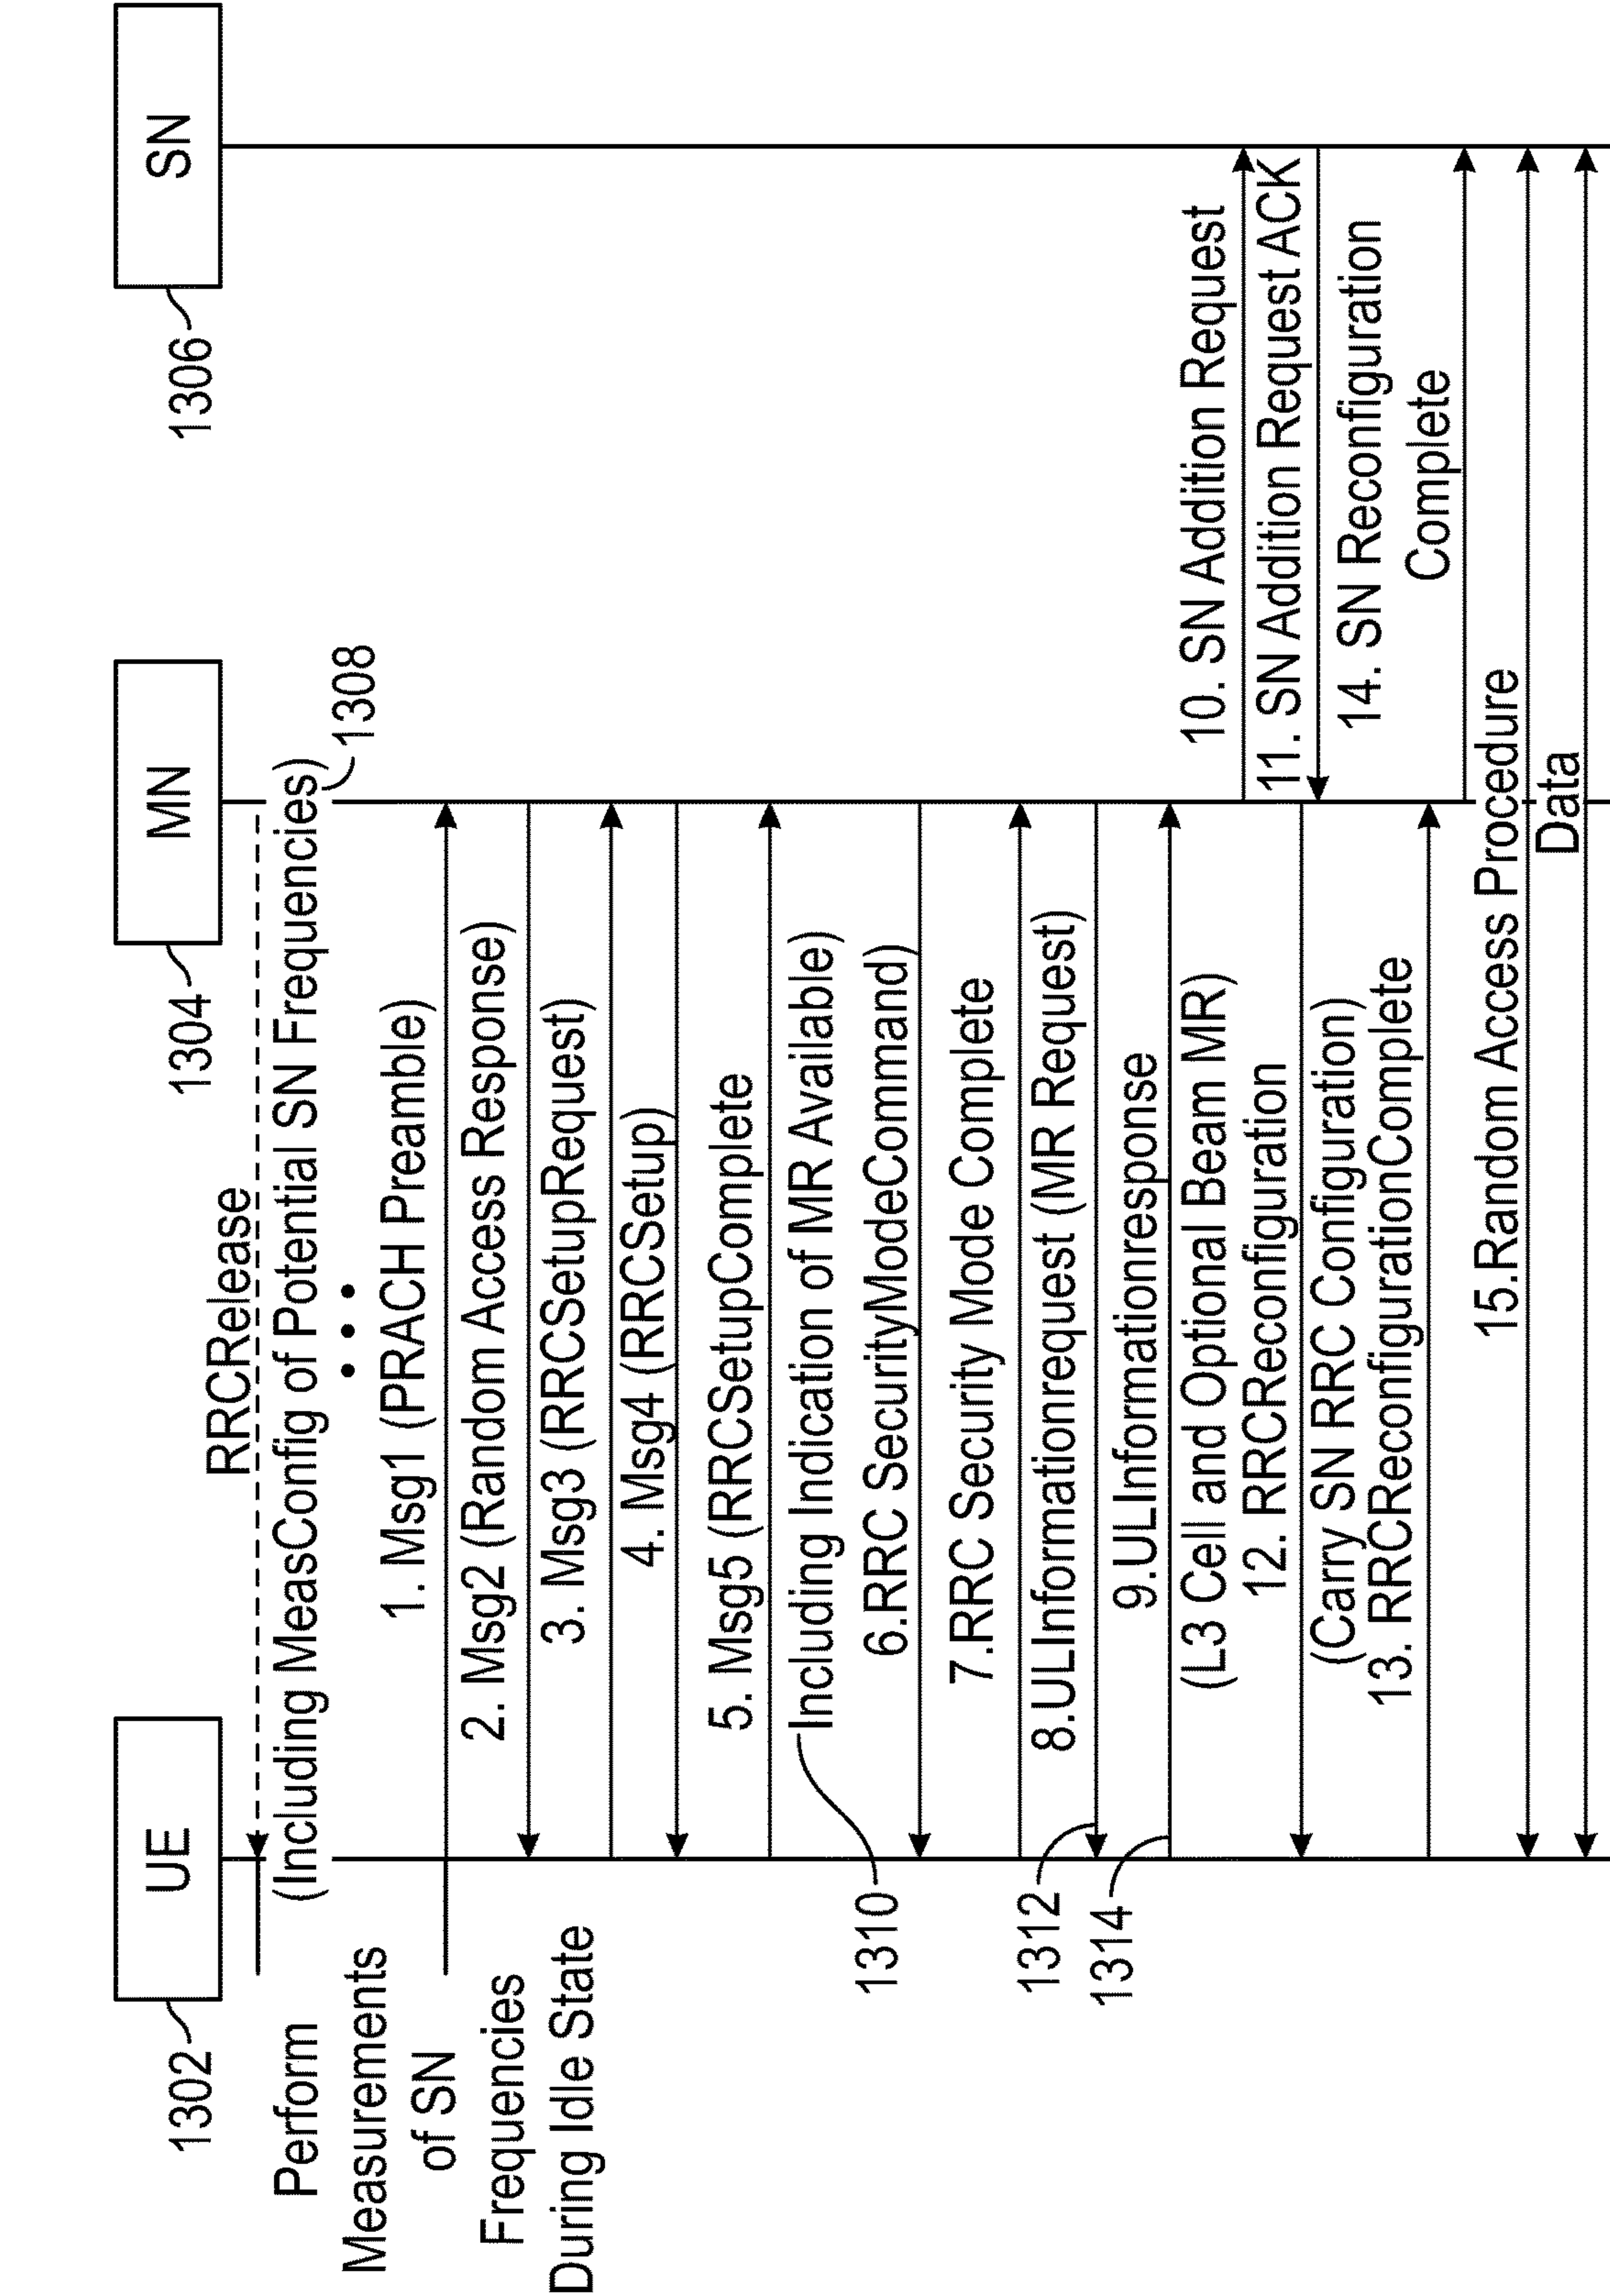 UE
MN
SN
1302
1304
1306
RRCRelease
(Including MeasConfig of Potential SN Frequencies)
1308
Perform
Measurements
of SN
Frequencies
During Idle State
1. Msg1 (PRACH Preamble)
2. Msg2 (Random Access Response)
3. Msg3 (RRCSetupRequest)
4. Msg4 (RRCSetup)
5. Msg5 (RRCSetupComplete
Including Indication of MR Available)
1310
6.RRC SecurityModeCommand)
7.RRC Security Mode Complete
8.ULInformationrequest (MR Request)
1312
9.ULInformationresponse
1314
(L3 Cell and Optional Beam MR)
10. SN Addition Request
11. SN Addition Request ACK
12. RRCReconfiguration
(Carry SN RRC Configuration)
13. RRCReconfigurationComplete
14. SN Reconfiguration
Complete
15.Random Access Procedure
Data